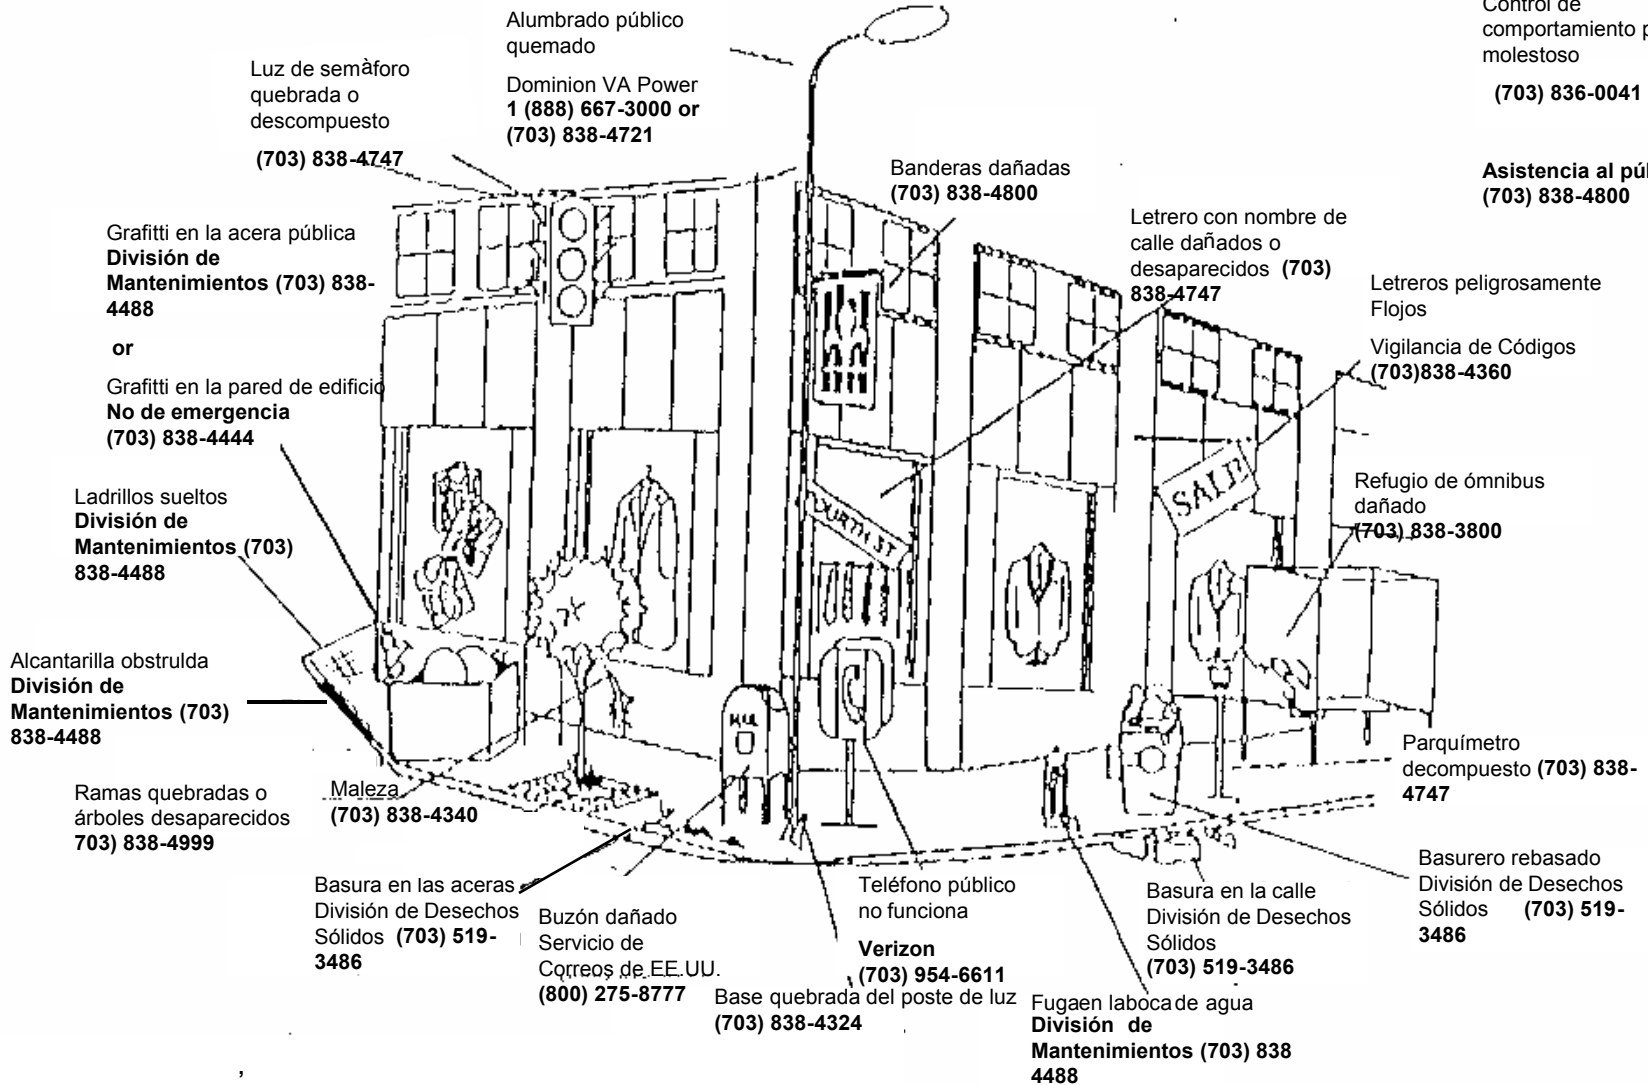 Alumbrado público
quemado
Dominion VA Power
1 (888) 667-3000 or
(703) 838-4721
Control de
comportamiento
molestoso
(703) 836-0041
Asistencia al
(703) 838-4800
Luz de semàforo
quebrada o
descompuesto
(703) 838-4747
Banderas dañadas
(703) 838-4800
Letrero con nombre de
calle dañados o
desaparecidos (703)
838-4747
Grafitti en la acera pública
División de
Mantenimientos (703) 838-
4488
or
Grafitti en la pared de edificio
No de emergencia
(703) 838-4444
Letreros peligrosamente
Flojos
Vigilancia de Códigos
(703)838-4360
Ladrillos sueltos
División de
Mantenimientos (703)
838-4488
Refugio de ómnibus
dañado
(703) 838-3800
SALE
ST
Alcantarilla obstrulda
División de
Mantenimientos (703)
838-4488
Ramas quebradas o
árboles desaparecidos
703) 838-4999
Maleza
(703) 838-4340
Parquímetro
decompuesto (703) 838-
4747
Basura en las aceras
División de Desechos
Sólidos (703) 519-
3486
Buzón dañado
Servicio de
Correos de EE.UU.
(800) 275-8777
Teléfono público
no funciona
Verizon
(703) 954-6611
Base quebrada del poste de luz
(703) 838-4324
Basura en la calle
División de Desechos
Sólidos
(703) 519-3486
Basurero rebasado
División de Desechos
Sólidos (703) 519-
3486
Fugaen laboca de agua
División de
Mantenimientos (703) 838
4488